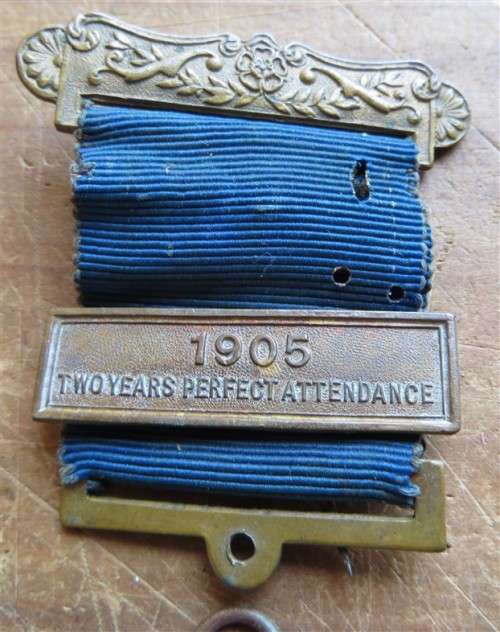 1905
TWO YEARS PERFECT ATTENDANCE